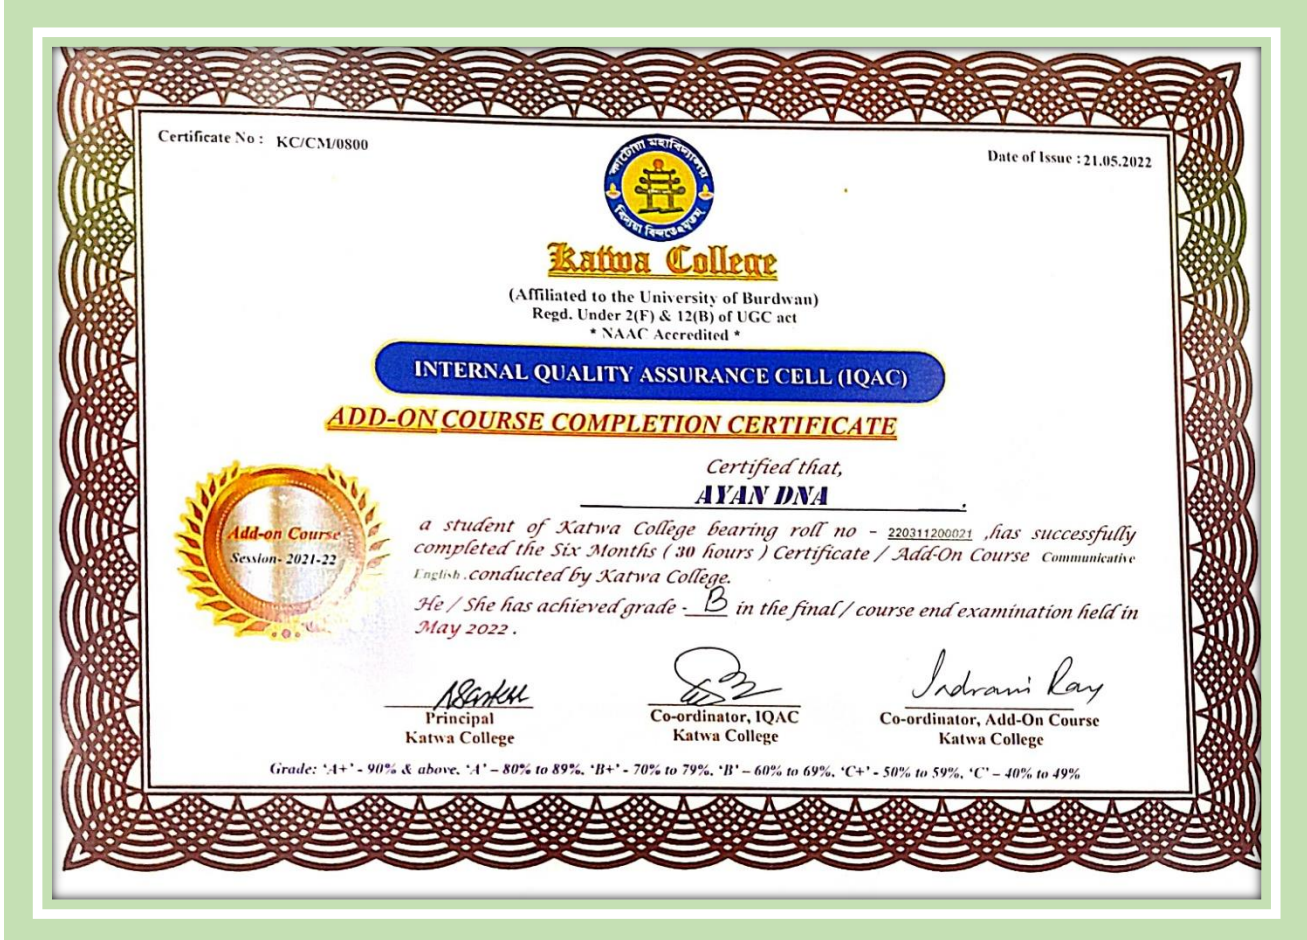 Certificate No : KC/CM/0800
Date of Issue : 21.05.2022
কাটোয়া মহাবিদ্যালয়
Katwa College
(Affiliated to the University of Burdwan)
Regd. Under 2(F) & 12(B) of UGC act
* NAAC Accredited *
INTERNAL QUALITY ASSURANCE CELL (IQAC)
ADD-ON COURSE COMPLETION CERTIFICATE
Certified that,
AYAN DNA .
Add-on Course
Session- 2021-22
a student of Katwa College bearing roll no - 220311200021 ,has successfully
completed the Six Months ( 30 hours ) Certificate / Add-On Course Communicative
English .conducted by Katwa College.
He / She has achieved grade - B in the final / course end examination held in
May 2022 .
Indrani Ray
Principal
Katwa College
Co-ordinator, IQAC
Katwa College
Co-ordinator, Add-On Course
Katwa College
Grade: 'A+' - 90% & above, 'A' – 80% to 89%, 'B+' - 70% to 79%, 'B' – 60% to 69%, 'C+' - 50% to 59%, 'C' – 40% to 49%